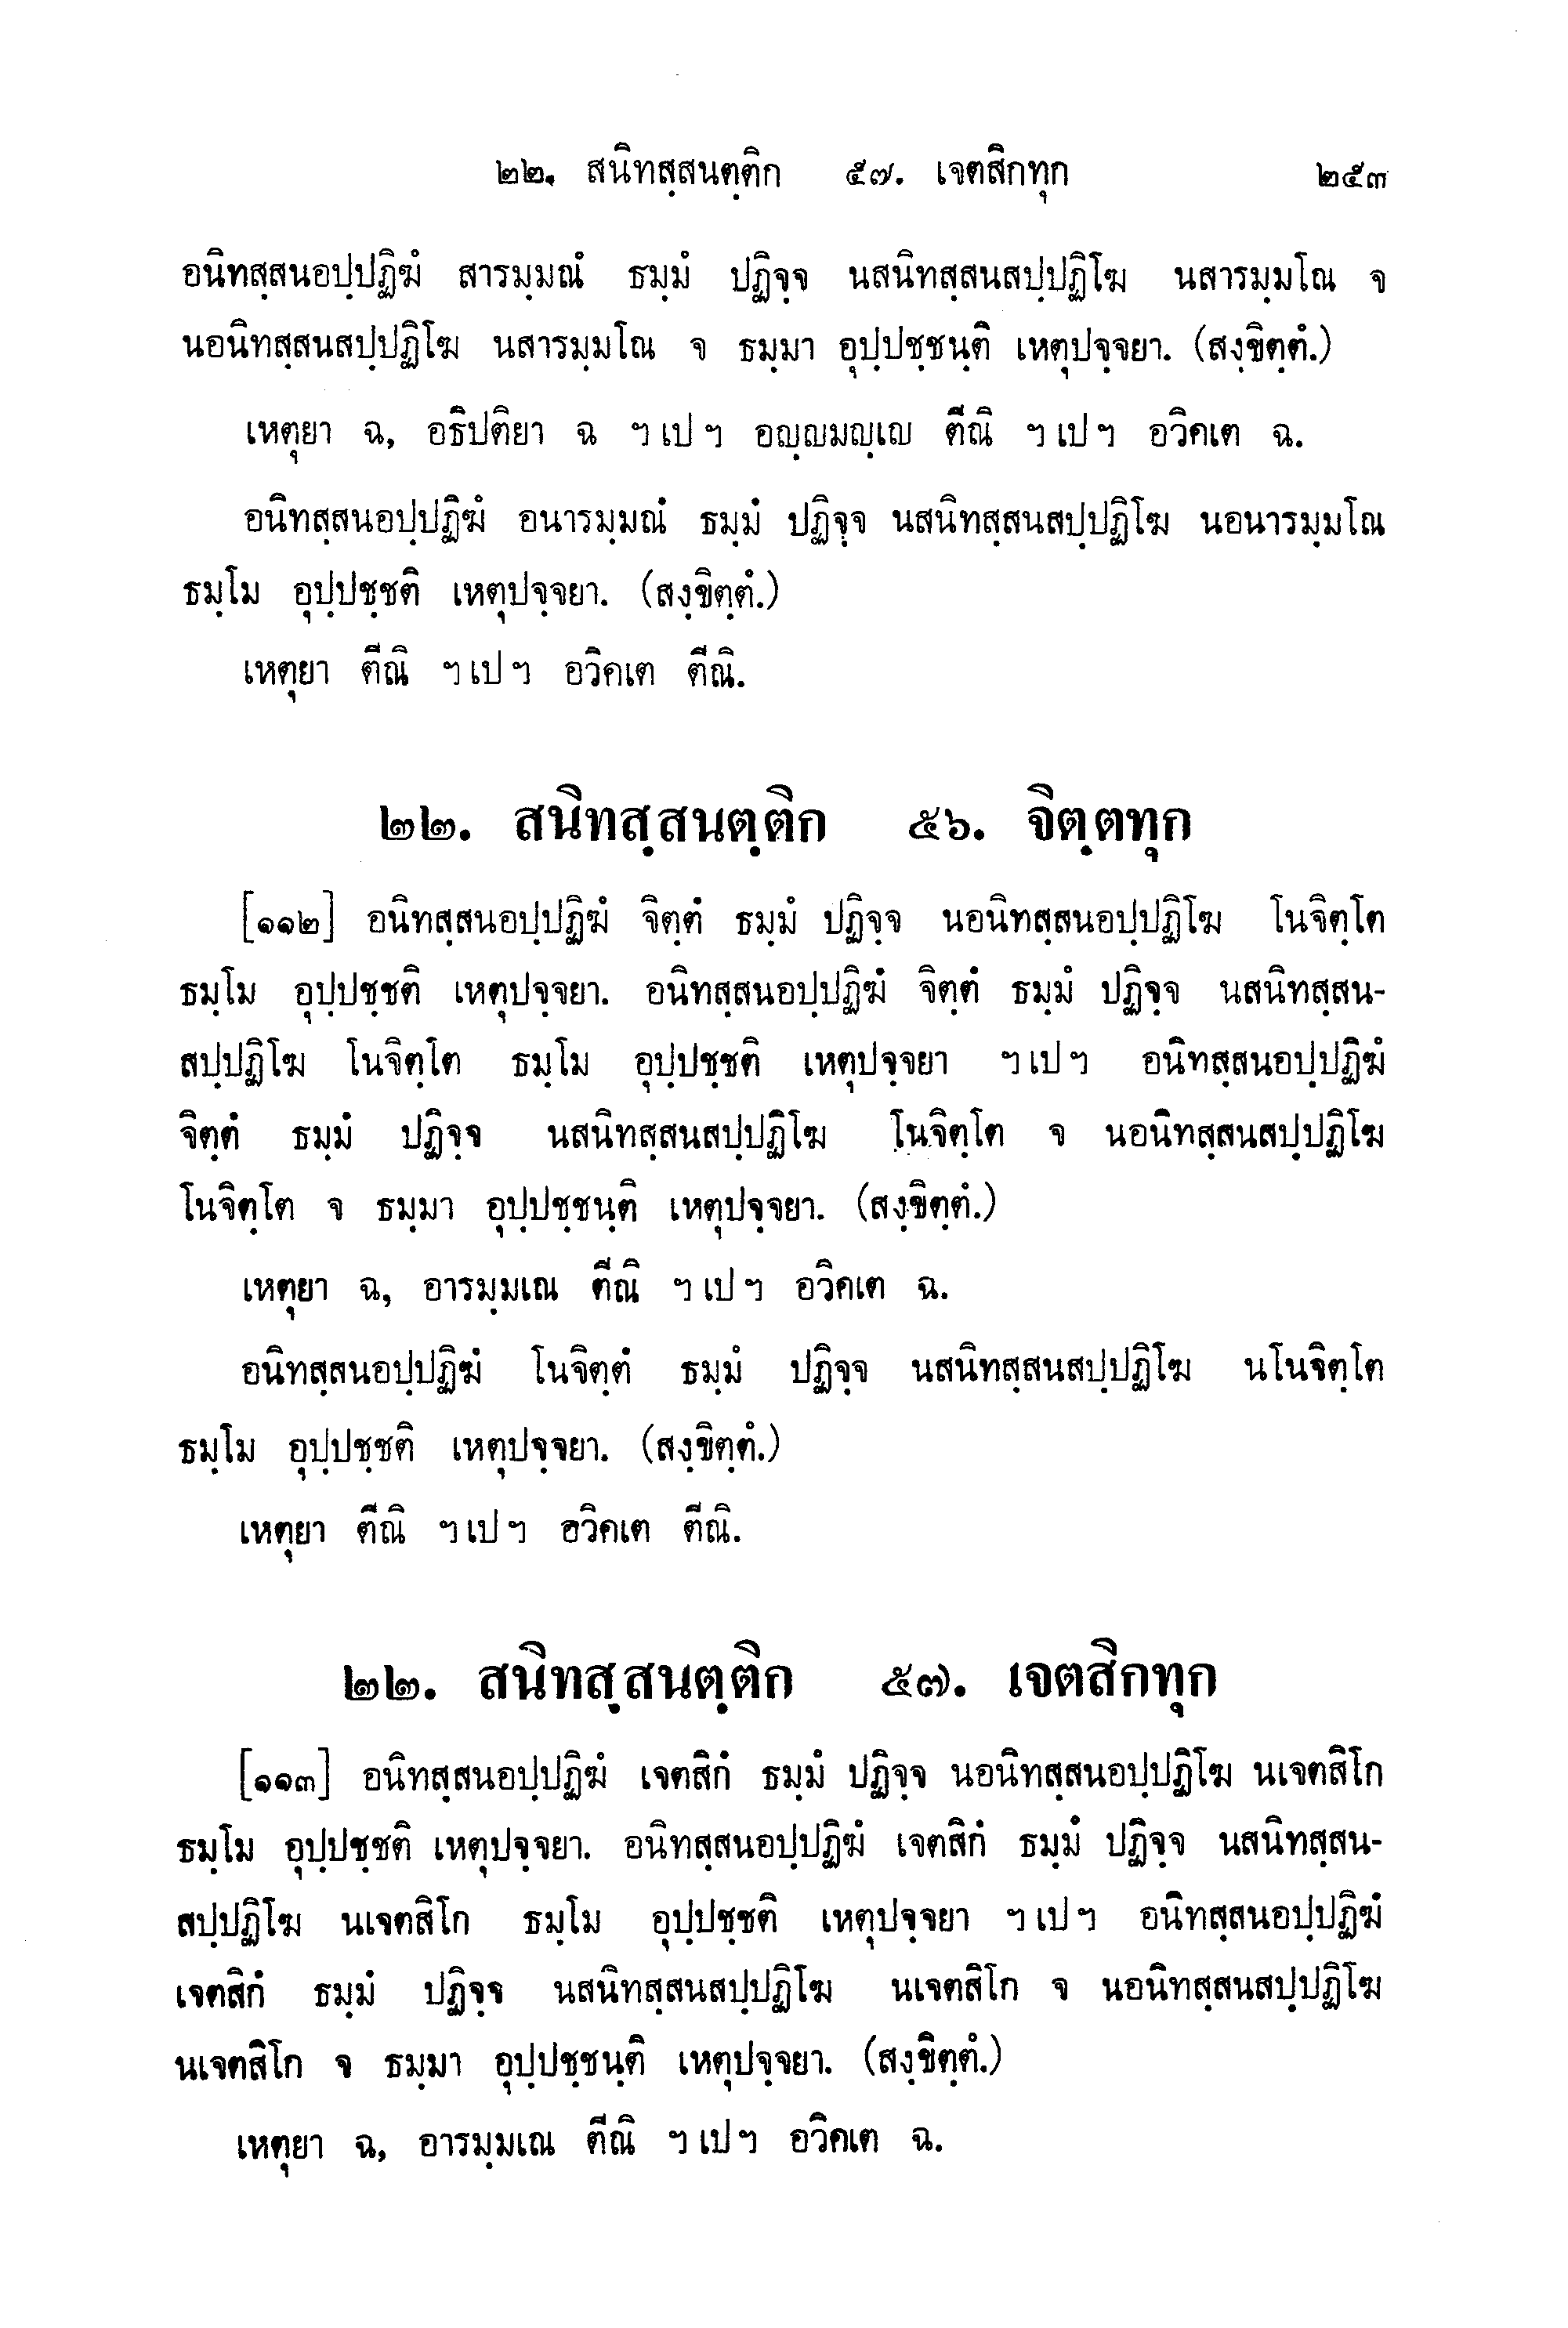 ๒๒. สนิทสฺสนตฺติก ๕๗. เจตสิกทุก ๒๕๓
อนิทสฺสนอปฺปฏิฆํ สารมฺมณํ ธมฺมํ ปฏิจฺจ นสนิทสฺสนสปฺปฏิโฆ นสารมฺมโณ จ
นอนิทสฺสนสปฺปฏิโฆ นสารมฺมโณ จ ธมฺมา อุปฺปชฺชนฺติ เหตุปจฺจยา. (สงฺขิตฺตํ.)
เหตุยา ฉ, อธิปติยา ฉ ฯ เป ฯ อญฺญมญฺเญ ตีณิ ฯ เป ฯ อวิคเต ฉ.
อนิทสฺสนอปฺปฏิฆํ อนารมฺมณํ ธมฺมํ ปฏิจฺจ นสนิทสฺสนสปฺปฏิโฆ นอนารมฺมโณ
ธมฺโม อุปฺปชฺชติ เหตุปจฺจยา. (สงฺขิตฺตํ.)
เหตุยา ตีณิ ฯ เป ฯ อวิคเต ตีณิ.
๒๒. สนิทสฺสนตฺติก ๕๖. จิตฺตทุก
[๑๑๒] อนิทสฺสนอปฺปฏิฆํ จิตฺตํ ธมฺมํ ปฏิจฺจ นอนิทสฺสนอปฺปฏิโฆ โนจิตฺโต
ธมฺโม อุปฺปชฺชติ เหตุปจฺจยา. อนิทสฺสนอปฺปฏิฆํ จิตฺตํ ธมฺมํ ปฏิจฺจ นสนิทสฺสน-
สปฺปฏิโฆ โนจิตฺโต ธมฺโม อุปฺปชฺชติ เหตุปจฺจยา ฯ เป ฯ อนิทสฺสนอปฺปฏิฆํ
จิตฺตํ ธมฺมํ ปฏิจฺจ นสนิทสฺสนสปฺปฏิโฆ โนจิตฺโต จ นอนิทสฺสนสปฺปฏิโฆ
โนจิตฺโต จ ธมฺมา อุปฺปชฺชนฺติ เหตุปจฺจยา. (สงฺขิตฺตํ.)
เหตุยา ฉ, อารมฺมเณ ตีณิ ฯ เป ฯ อวิคเต ฉ.
อนิทสฺสนอปฺปฏิฆํ โนจิตฺตํ ธมฺมํ ปฏิจฺจ นสนิทสฺสนสปฺปฏิโฆ นโนจิตฺโต
ธมฺโม อุปฺปชฺชติ เหตุปจฺจยา. (สงฺขิตฺตํ.)
เหตุยา ตีณิ ฯ เป ฯ อวิคเต ตีณิ.
๒๒. สนิทสฺสนตฺติก ๕๗. เจตสิกทุก
[๑๑๓] อนิทสฺสนอปฺปฏิฆํ เจตสิกํ ธมฺมํ ปฏิจฺจ นอนิทสฺสนอปฺปฏิโฆ นเจตสิโก
ธมฺโม อุปฺปชฺชติ เหตุปจฺจยา. อนิทสฺสนอปฺปฏิฆํ เจตสิกํ ธมฺมํ ปฏิจฺจ นสนิทสฺสน-
สปฺปฏิโฆ นเจตสิโก ธมฺโม อุปฺปชฺชติ เหตุปจฺจยา ฯ เป ฯ อนิทสฺสนอปฺปฏิฆํ
เจตสิกํ ธมฺมํ ปฏิจฺจ นสนิทสฺสนสปฺปฏิโฆ นเจตสิโก จ นอนิทสฺสนสปฺปฏิโฆ
นเจตสิโก จ ธมฺมา อุปฺปชฺชนฺติ เหตุปจฺจยา. (สงฺขิตฺตํ.)
เหตุยา ฉ, อารมฺมเณ ตีณิ ฯ เป ฯ อวิคเต ฉ.